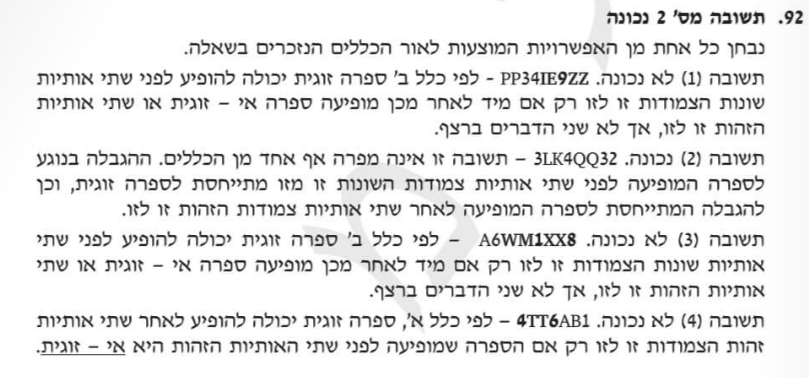 92. תשובה מס' 2 נכונה
נבחן כל אחת מן האפשרויות המוצעות לאור הכללים הנזכרים בשאלה.
תשובה (1) לא נכונה. PP34IE9ZZ - לפי כלל ב' ספרה זוגית יכולה להופיע לפני שתי אותיות
שונות הצמודות זו לזו רק אם מיד לאחר מכן מופיעה ספרה אי – זוגית או שתי אותיות
הזהות זו לזו, אך לא שני הדברים ברצף.
תשובה (2) נכונה. 3LK4QQ32 – תשובה זו אינה מפרה אף אחד מן הכללים. ההגבלה בנוגע
לספרה המופיעה לפני שתי אותיות צמודות השונות זו מזו מתייחסת לספרה זוגית, וכן
להגבלה המתייחסת לספרה המופיעה לאחר שתי אותיות צמודות הזהות זו לזו.
תשובה (3) לא נכונה. A6WM1XX8 – לפי כלל ב' ספרה זוגית יכולה להופיע לפני שתי
אותיות שונות הצמודות זו לזו רק אם מיד לאחר מכן מופיעה ספרה אי – זוגית או שתי
אותיות הזהות זו לזו, אך לא שני הדברים ברצף.
תשובה (4) לא נכונה. 4TT6AB1 – לפי כלל א', ספרה זוגית יכולה להופיע לאחר שתי אותיות
זהות הצמודות זו לזו רק אם הספרה שמופיעה לפני שתי האותיות הזהות היא אי – זוגית.